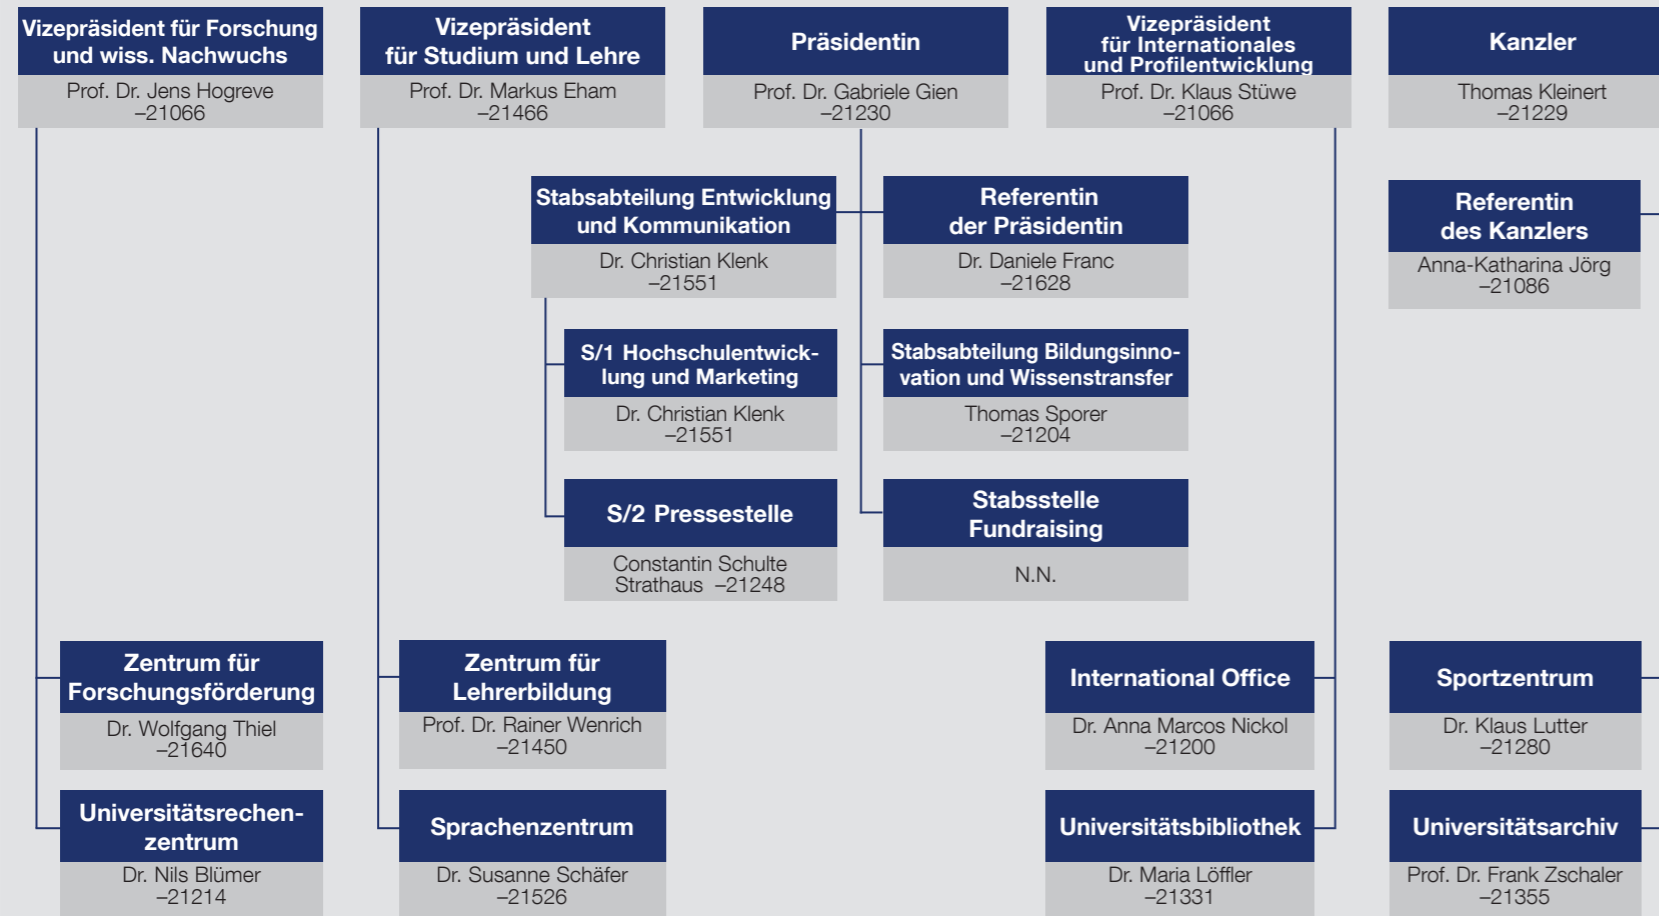 Vizepräsident für Forschung
und wiss. Nachwuchs
Prof. Dr. Jens Hogreve
–21066
Vizepräsident
für Studium und Lehre
Prof. Dr. Markus Eham
–21466
Präsidentin
Prof. Dr. Gabriele Gien
–21230
Vizepräsident
für Internationales
und Profilentwicklung
Prof. Dr. Klaus Stüwe
–21066
Kanzler
Thomas Kleinert
–21229
Stabsabteilung Entwicklung
und Kommunikation
Dr. Christian Klenk
–21551
Referentin
der Präsidentin
Dr. Daniele Franc
–21628
Referentin
des Kanzlers
Anna-Katharina Jörg
–21086
S/1 Hochschulentwick-
lung und Marketing
Dr. Christian Klenk
–21551
Stabsabteilung Bildungsinno-
vation und Wissenstransfer
Thomas Sporer
–21204
S/2 Pressestelle
Constantin Schulte
Strathaus –21248
Stabsstelle
Fundraising
N.N.
Zentrum für
Forschungsförderung
Dr. Wolfgang Thiel
–21640
Zentrum für
Lehrerbildung
Prof. Dr. Rainer Wenrich
–21450
International Office
Dr. Anna Marcos Nickol
–21200
Sportzentrum
Dr. Klaus Lutter
–21280
Universitätsrechen-
zentrum
Dr. Nils Blümer
–21214
Sprachenzentrum
Dr. Susanne Schäfer
–21526
Universitätsbibliothek
Dr. Maria Löffler
–21331
Universitätsarchiv
Prof. Dr. Frank Zschaler
–21355